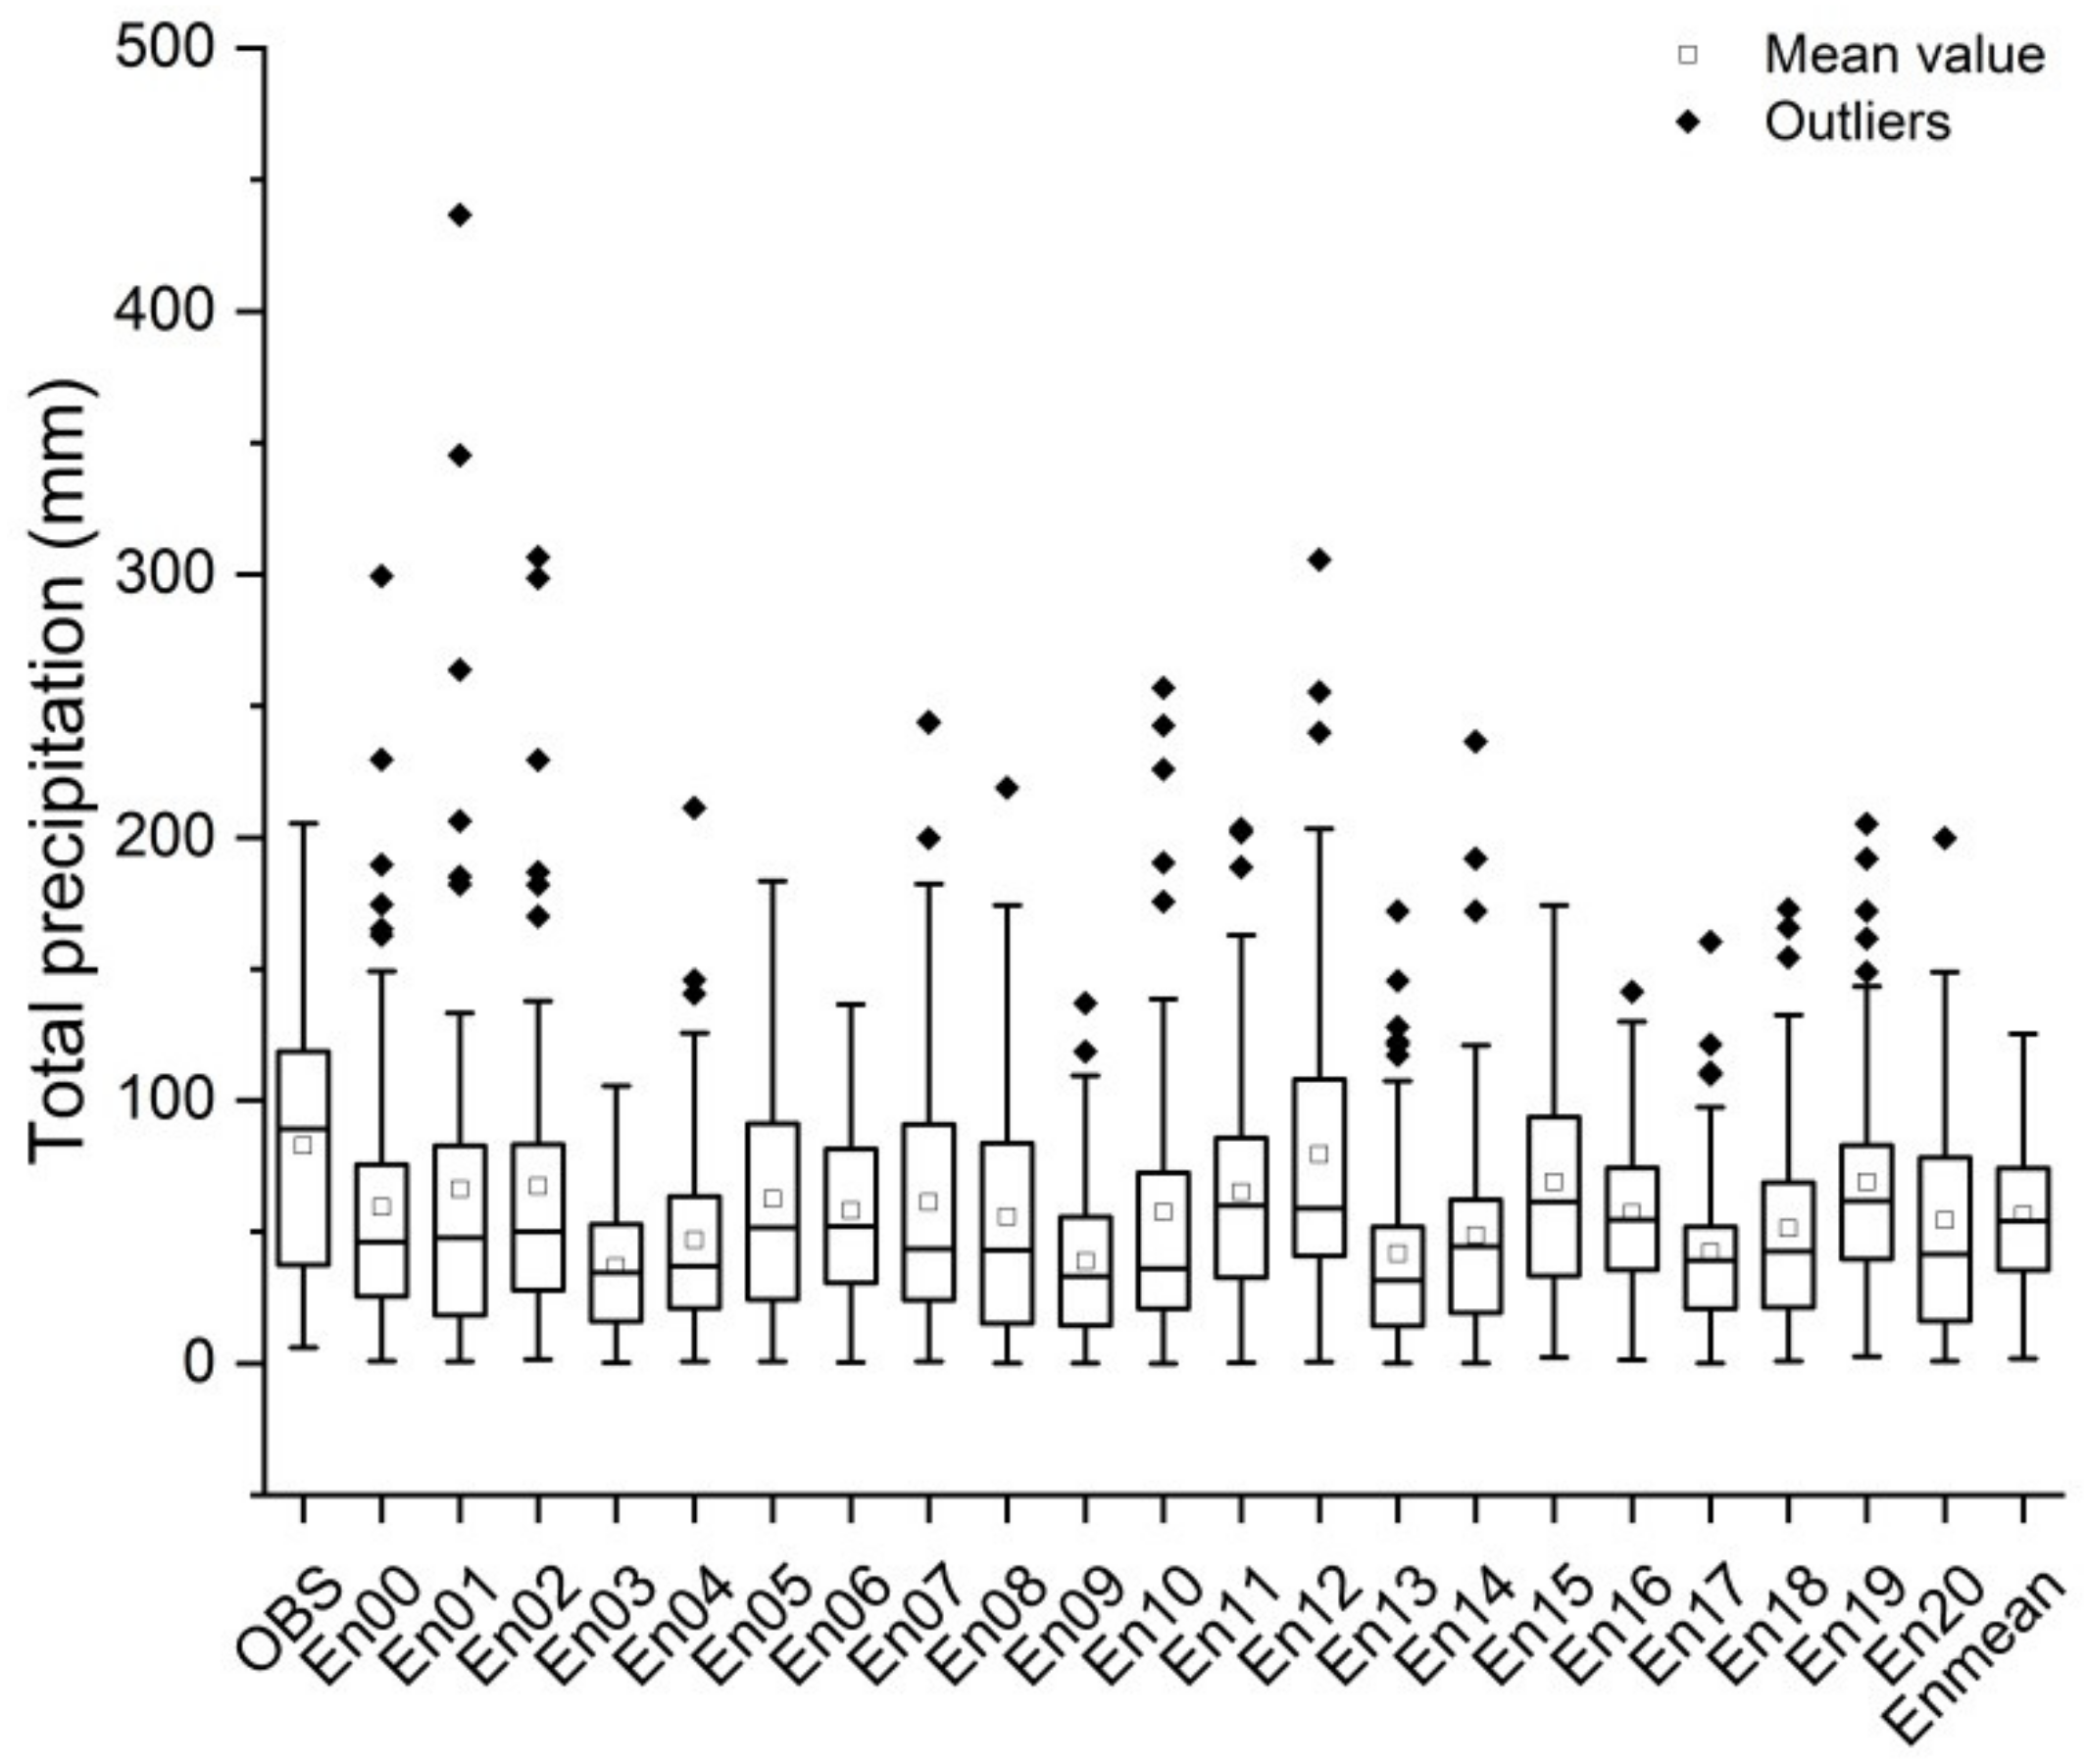 Mean value
Outliers
Total precipitation (mm)
500
400
300
200
100
0
OBS
En00
En01
En02
En03
En04
En05
En06
En07
En08
En09
En10
En11
En12
En13
En14
En15
En16
En17
En18
En19
En20
Enmean